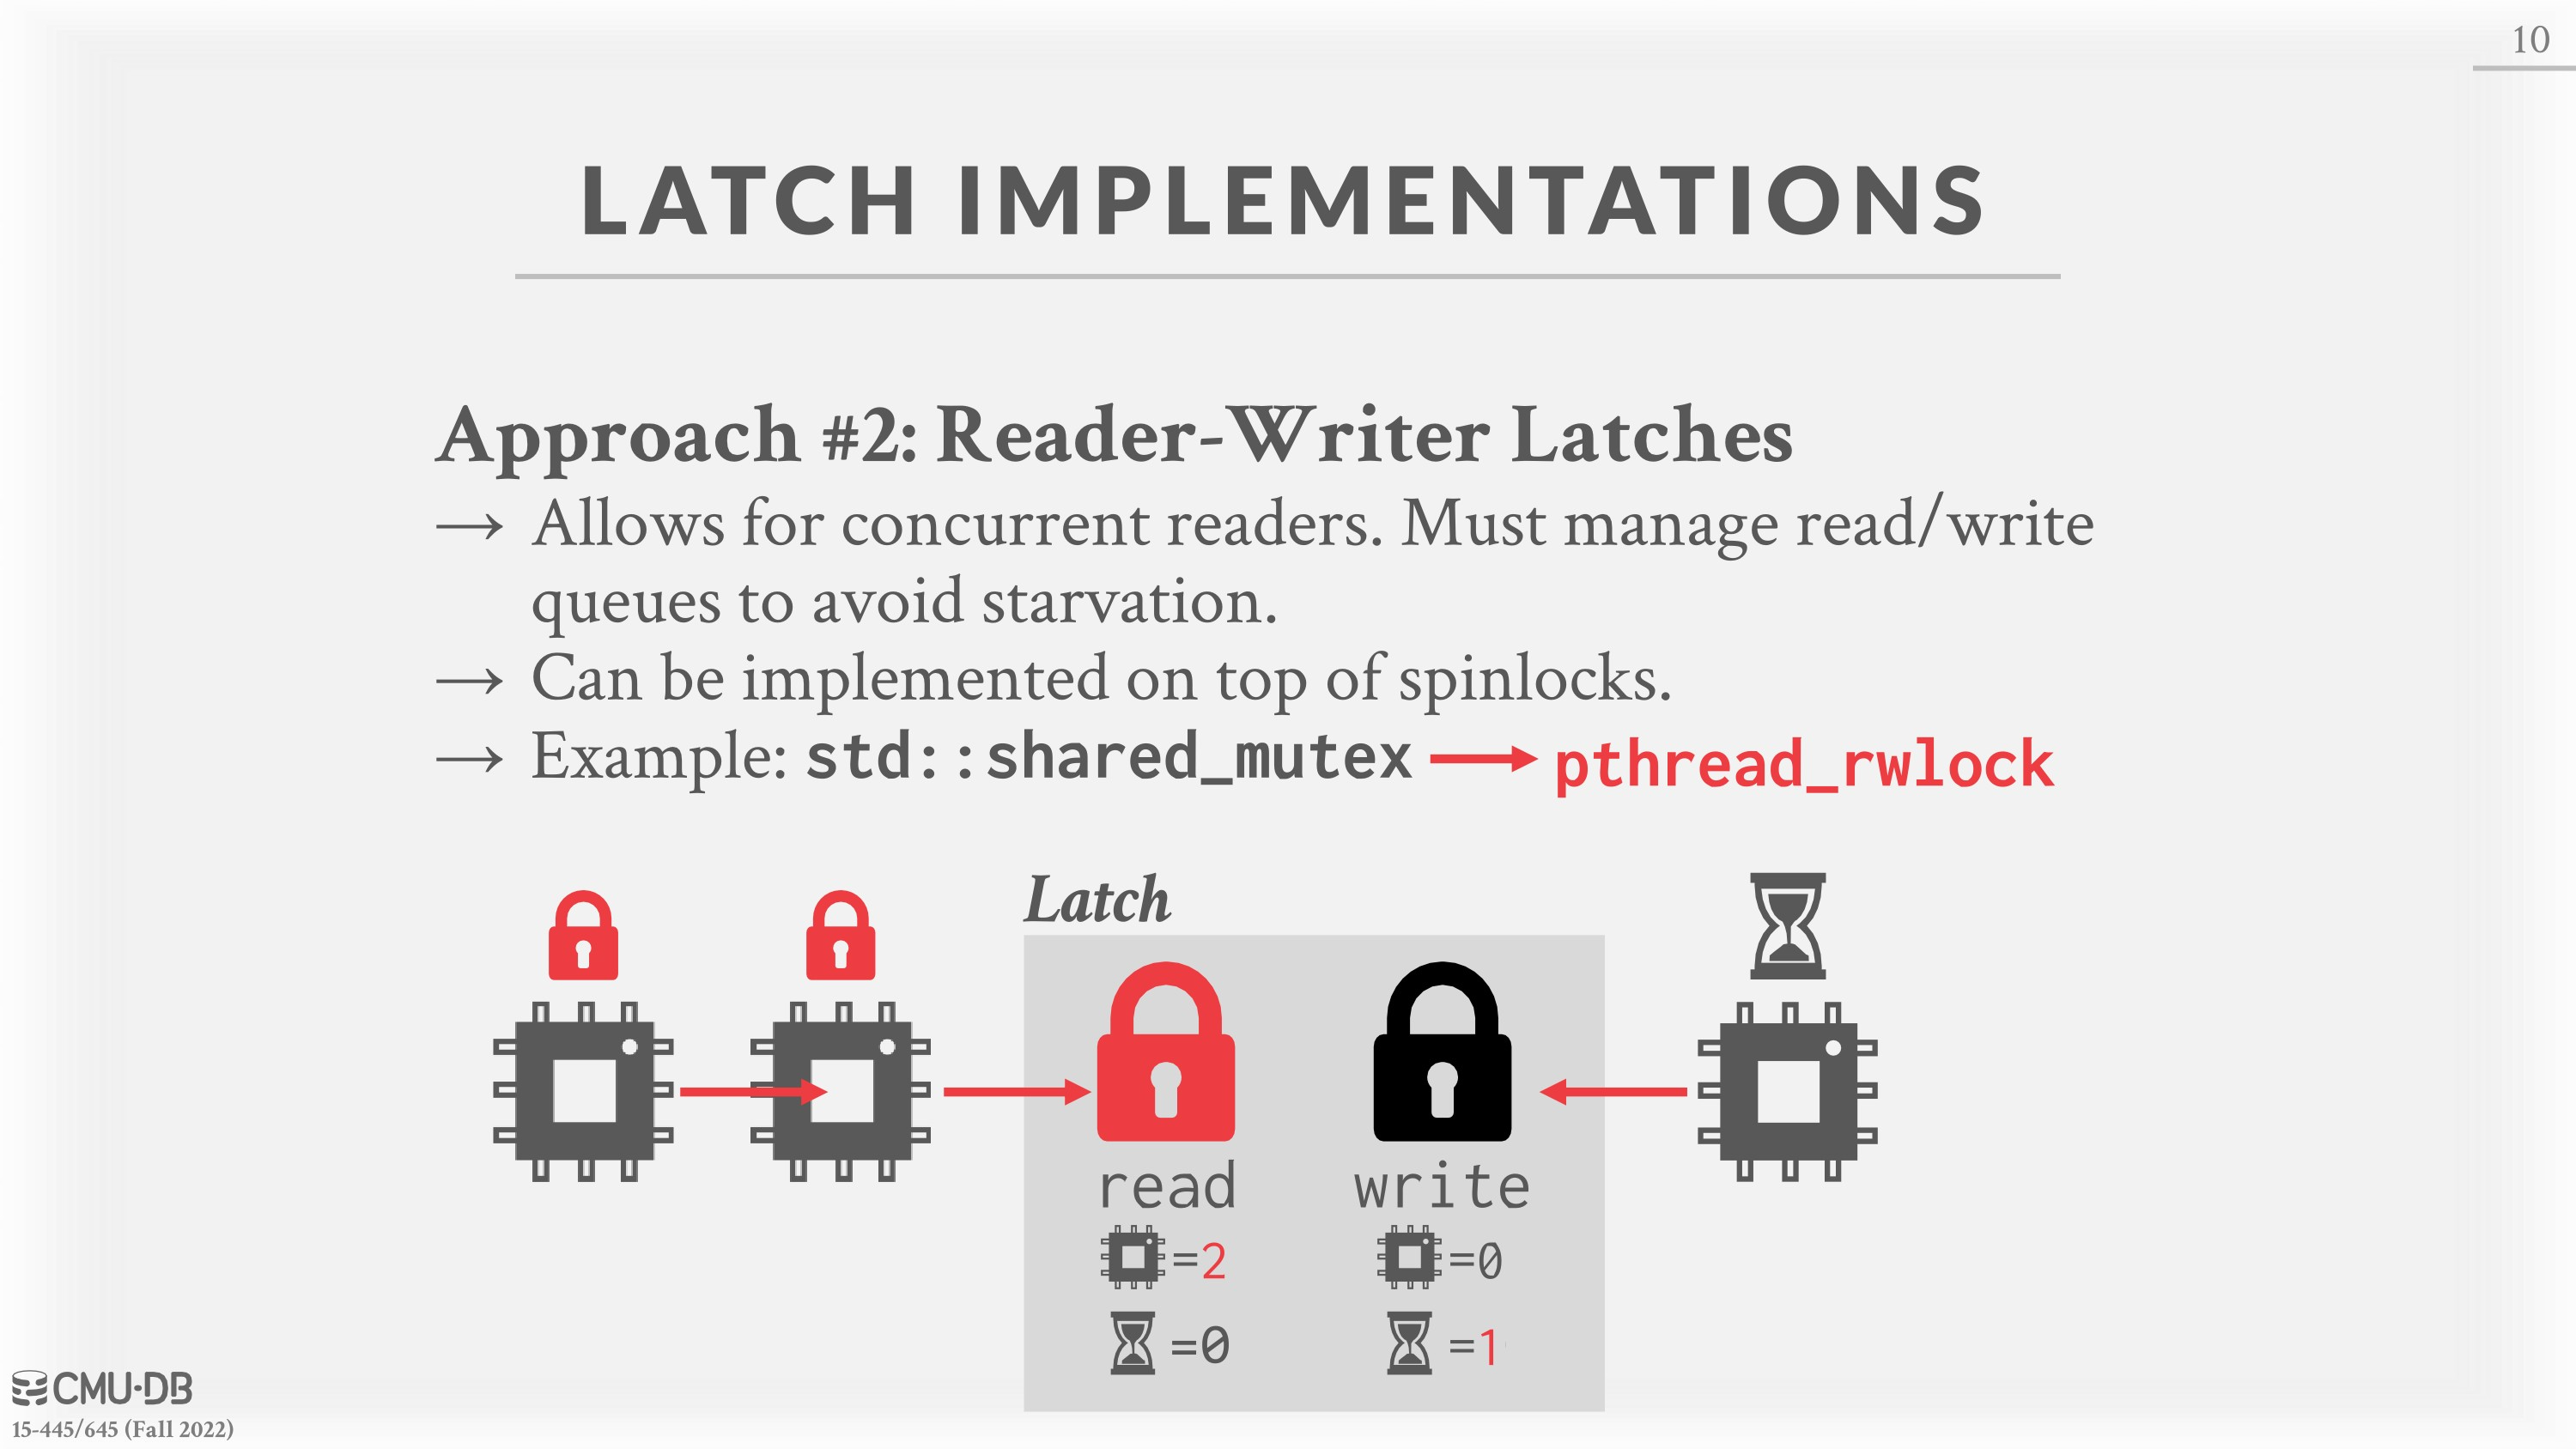 10
LATCH IMPLEMENTATIONS
Approach #2: Reader-Writer Latches
→ Allows for concurrent readers. Must manage read/write
queues to avoid starvation.
→ Can be implemented on top of spinlocks.
→ Example: std::shared_mutex → pthread_rwlock
Latch
read write
=2 =0
=0 =1
CMU·DB
15-445/645 (Fall 2022)